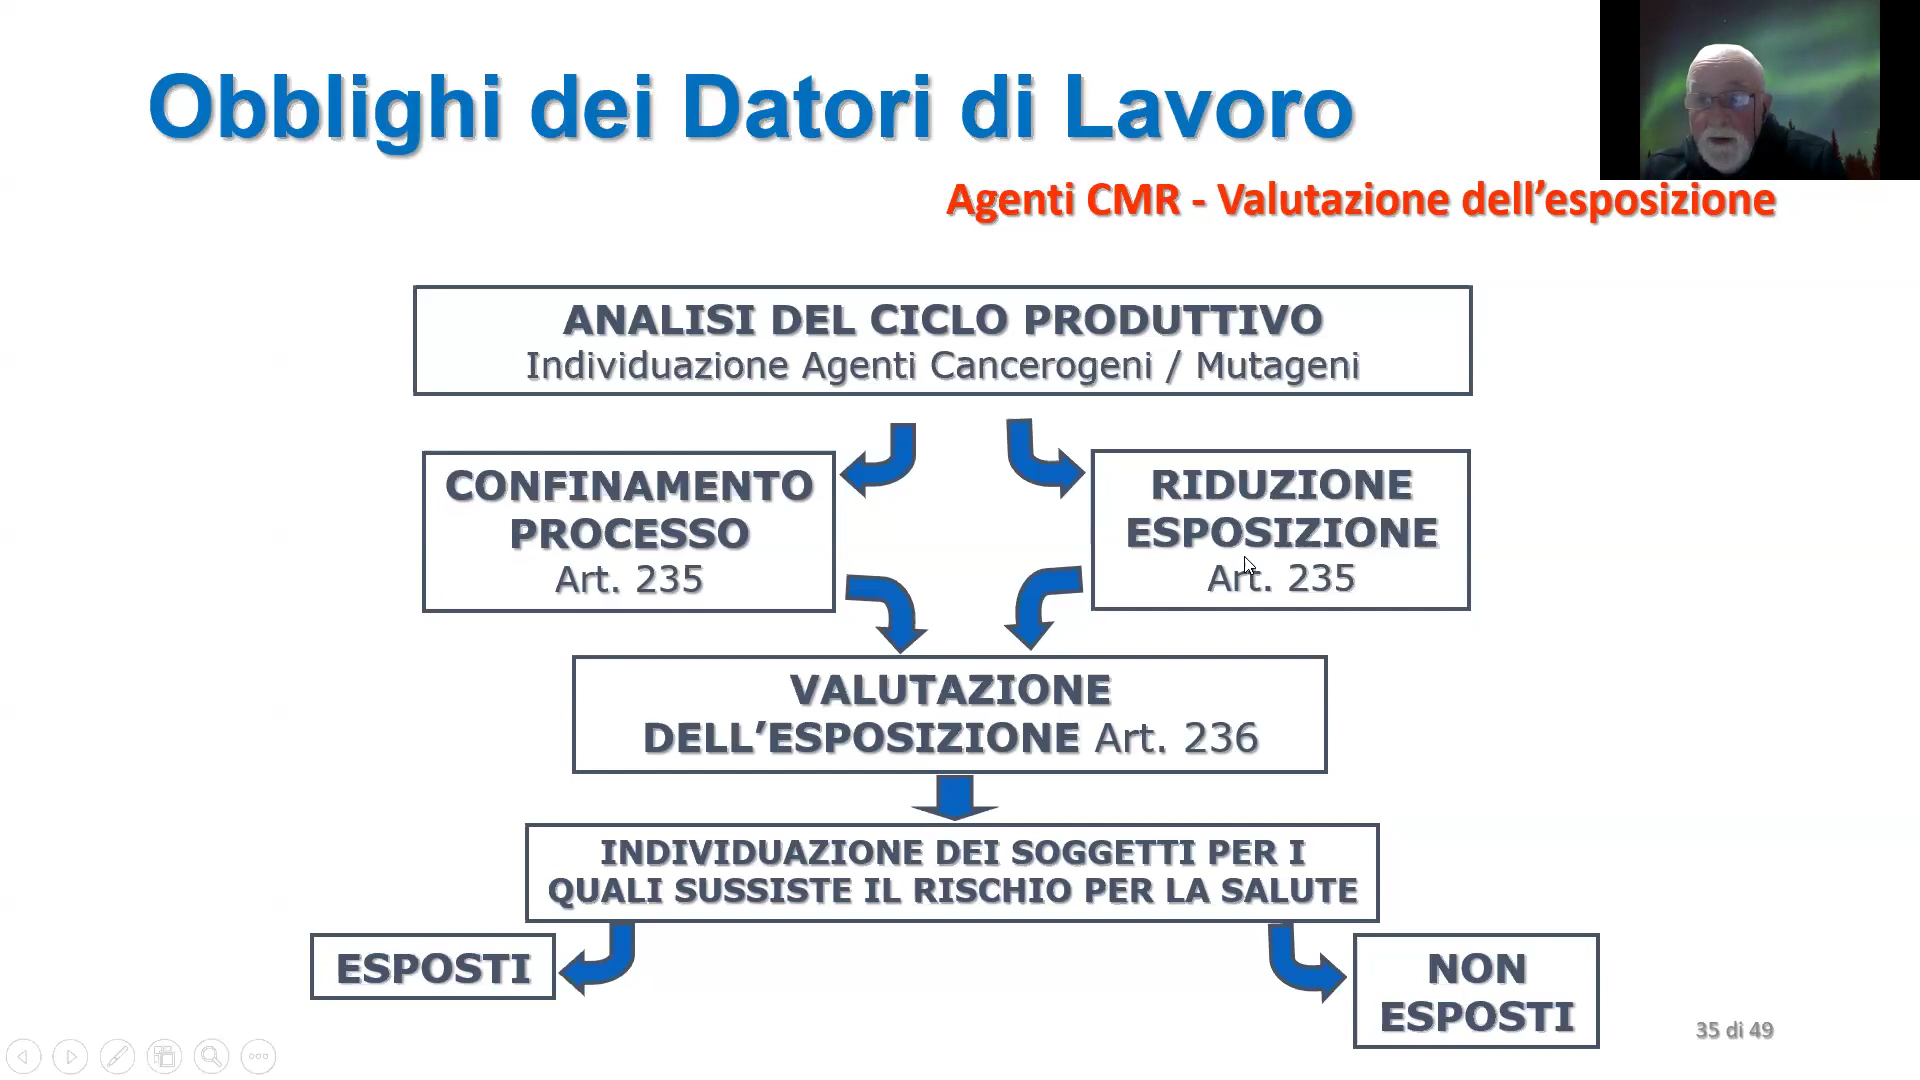 Obblighi dei Datori di Lavoro
Agenti CMR - Valutazione dell’esposizione
ANALISI DEL CICLO PRODUTTIVO
Individuazione Agenti Cancerogeni / Mutageni
CONFINAMENTO
PROCESSO
Art. 235
RIDUZIONE
ESPOSIZIONE
Art. 235
VALUTAZIONE
DELL’ESPOSIZIONE Art. 236
INDIVIDUAZIONE DEI SOGGETTI PER I
QUALI SUSSISTE IL RISCHIO PER LA SALUTE
ESPOSTI
NON
ESPOSTI
35 di 49